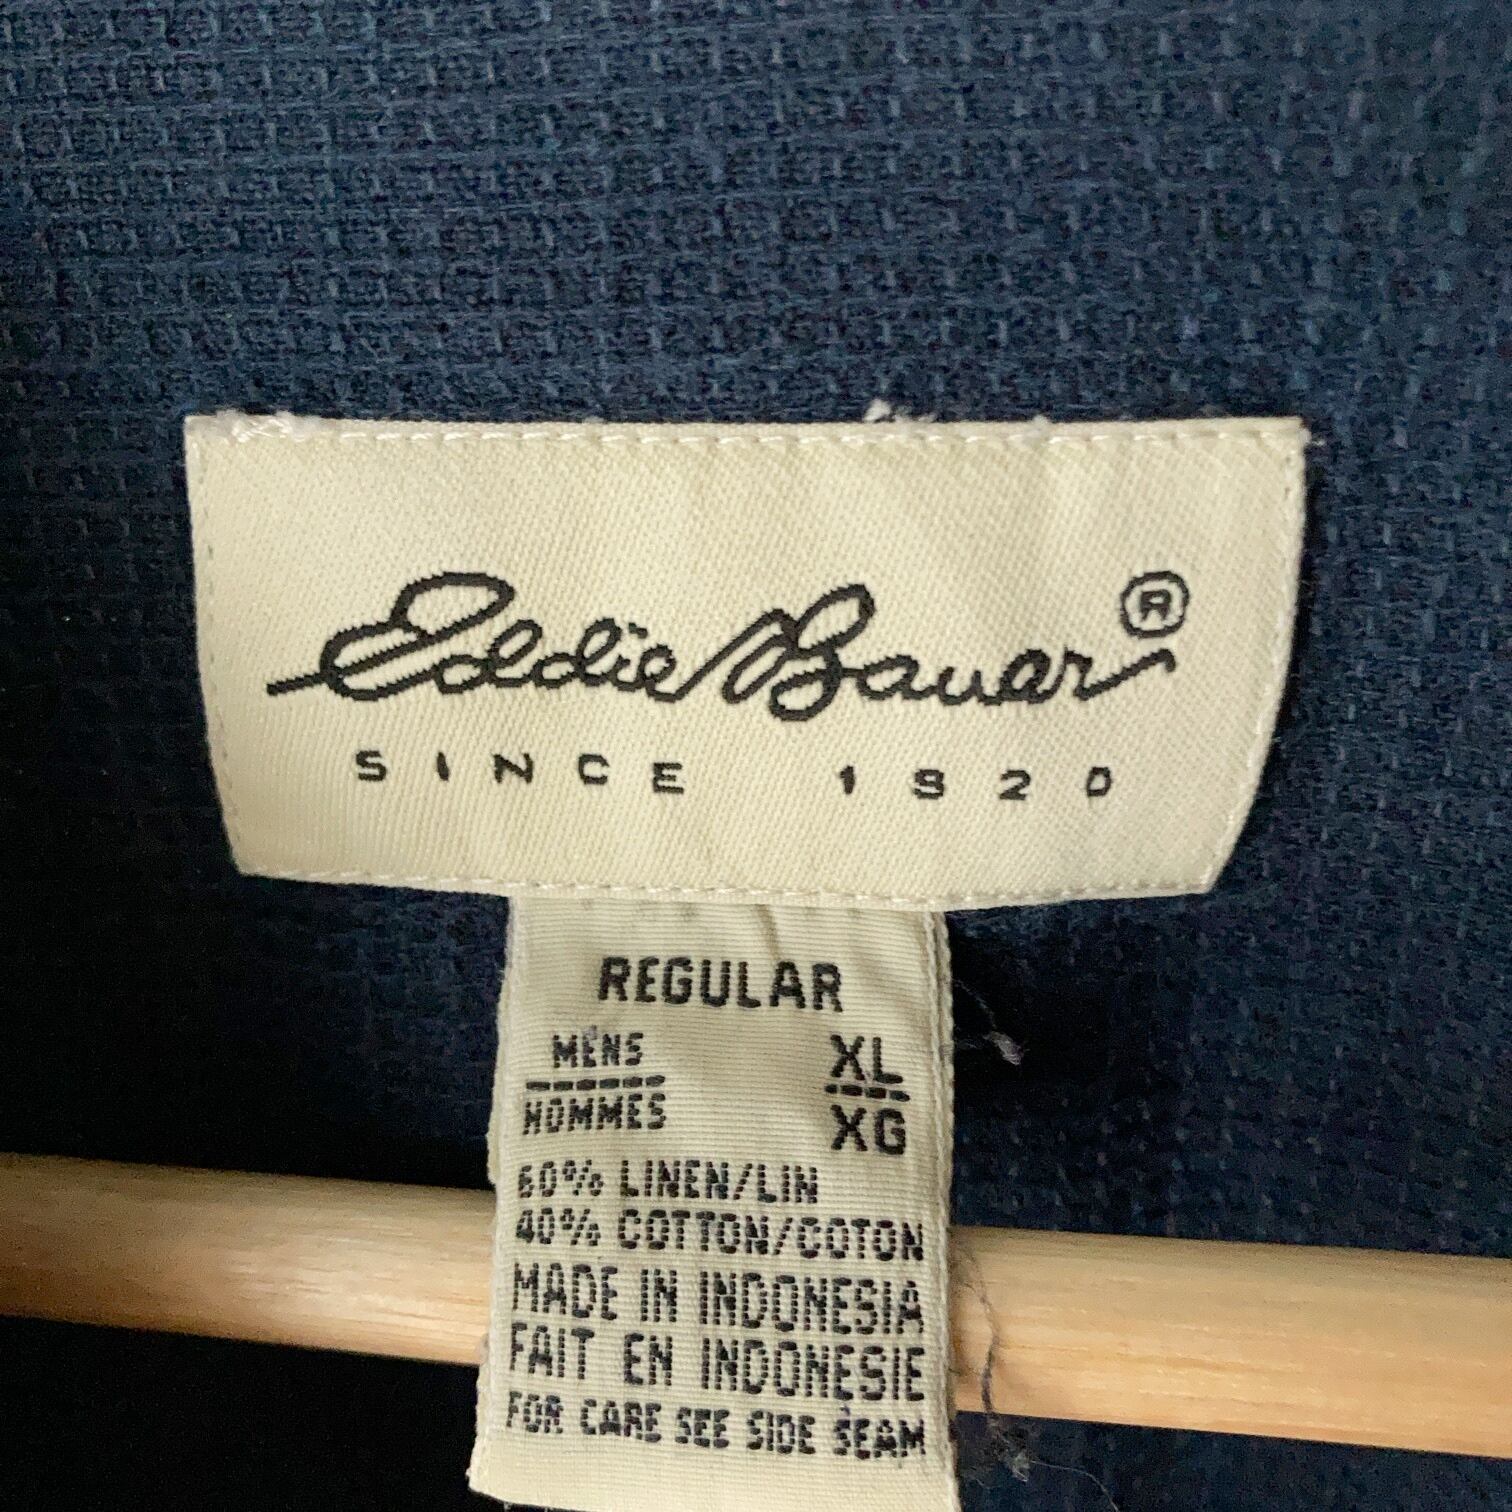 Eddie Bauer ®
SINCE 1920
REGULAR
MENS XL
HOMMES XG
60% LINEN/LIN
40% COTTON/COTON
MADE IN INDONESIA
FAIT EN INDONESIE
FOR CARE SEE SIDE SEAM